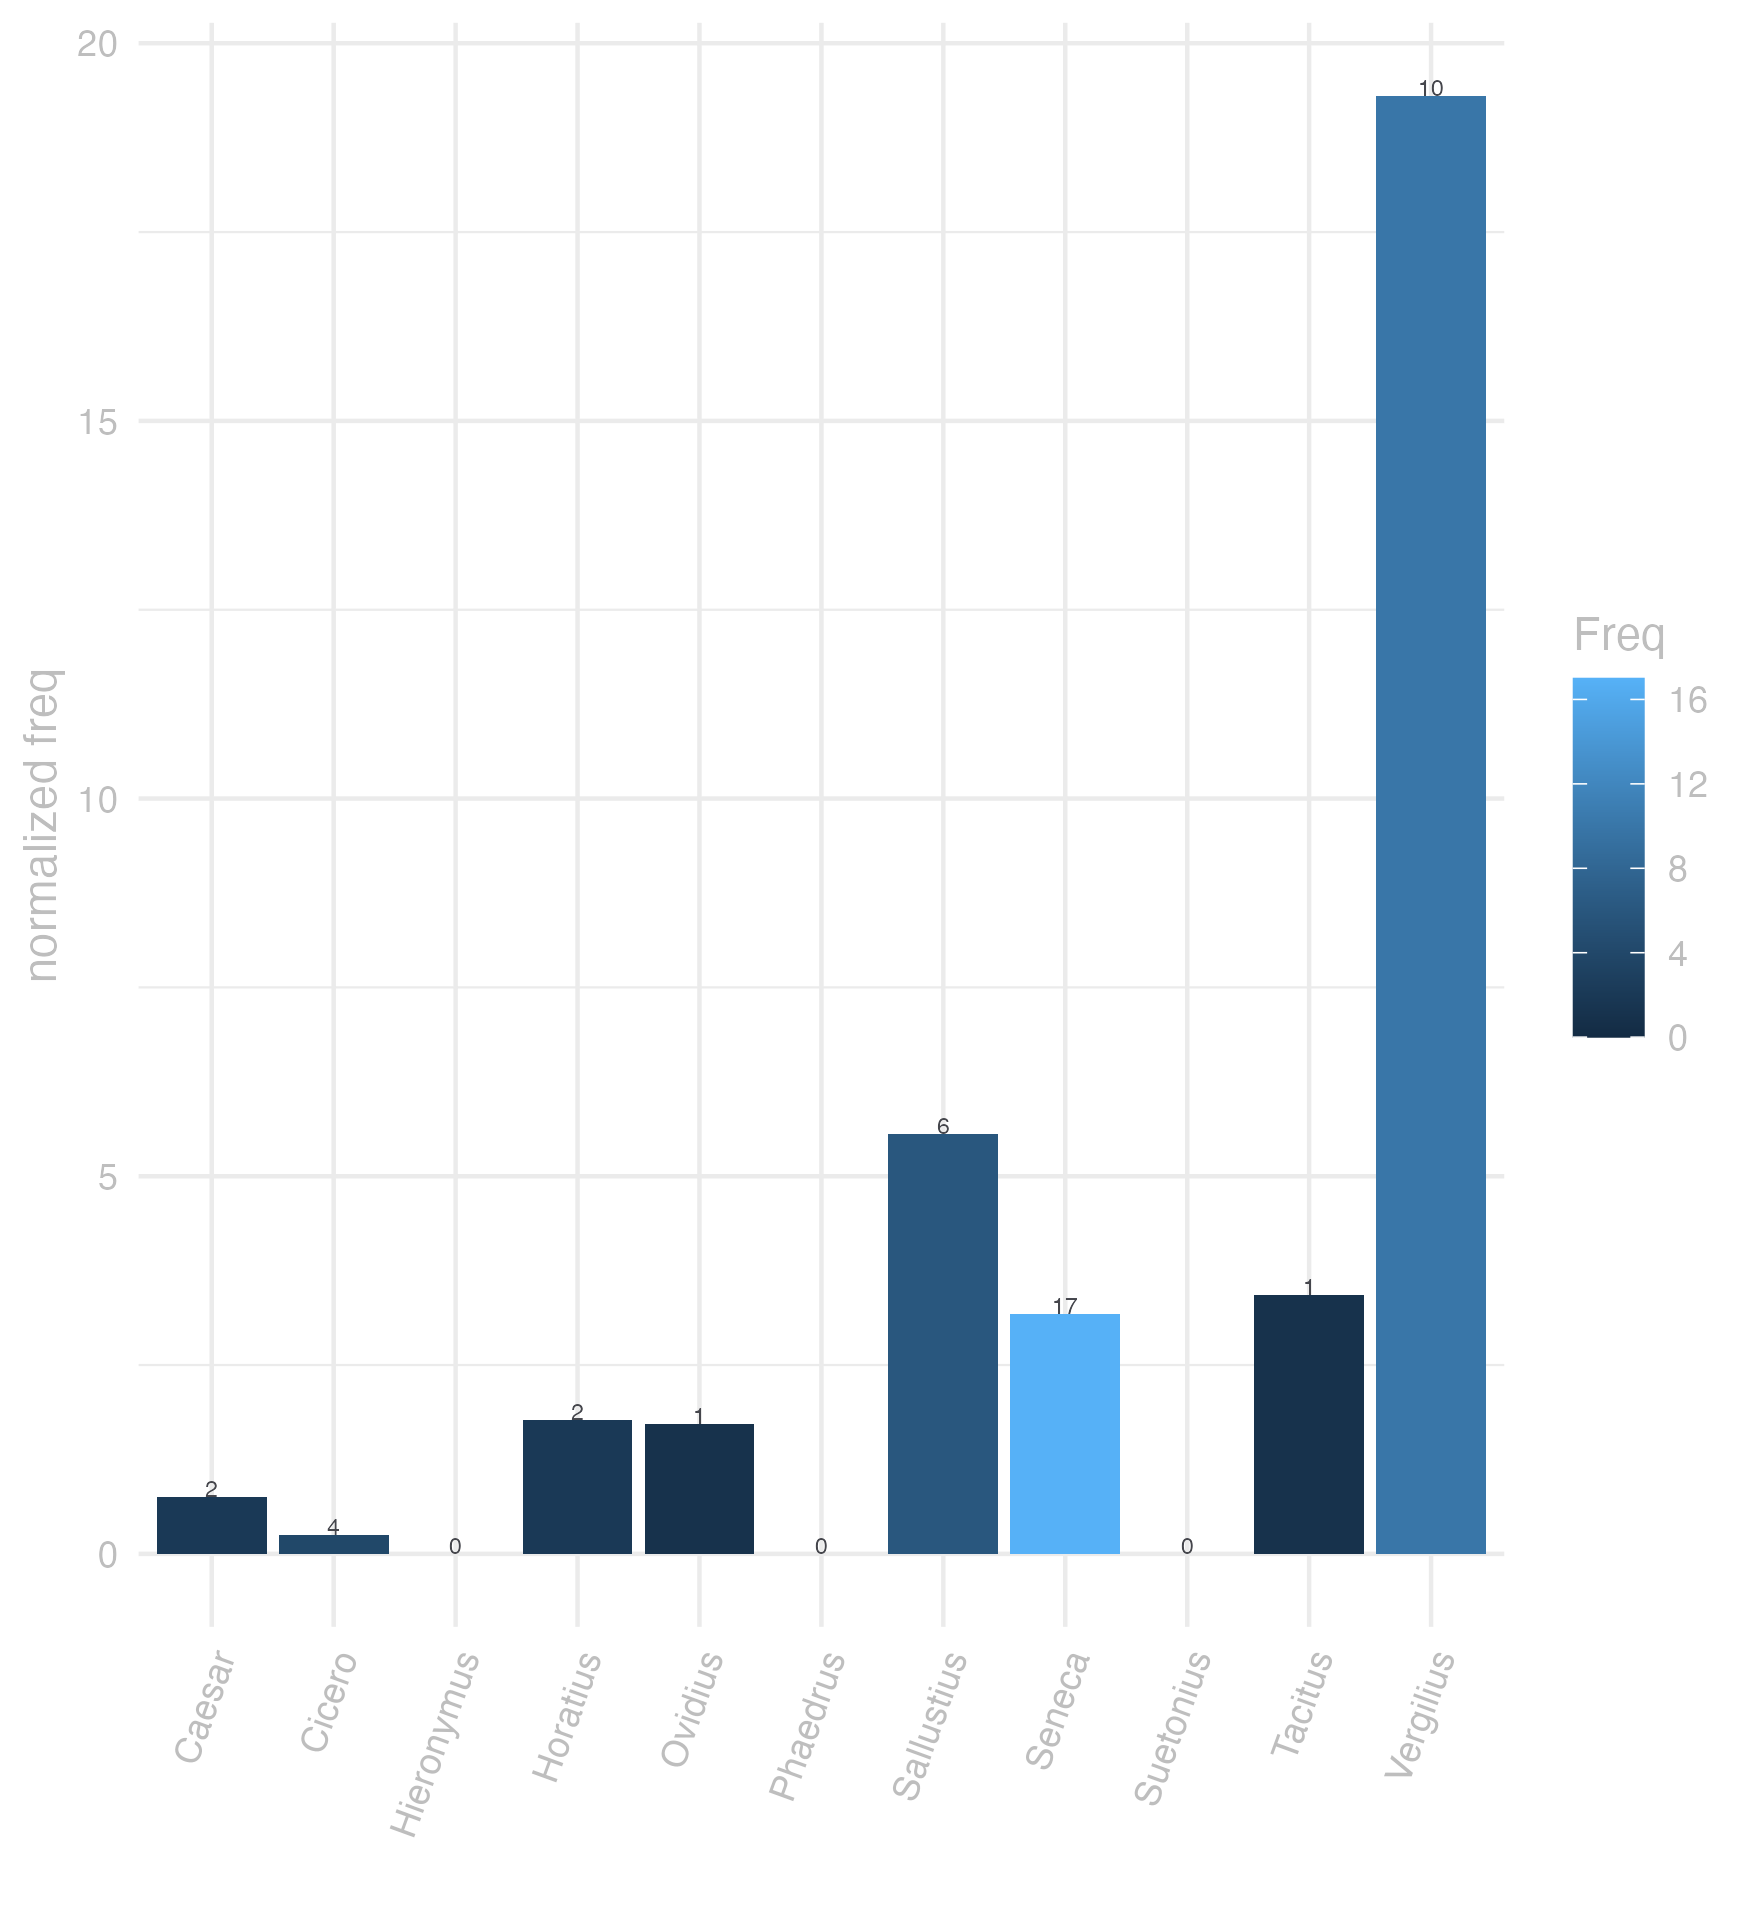 20
15
10
5
0
normalized freq
10
6
17
1
2
1
2
4
0
0
0
Caesar
Cicero
Hieronymus
Horatius
Ovidius
Phaedrus
Sallustius
Seneca
Suetonius
Tacitus
Vergilius
Freq
16
12
8
4
0